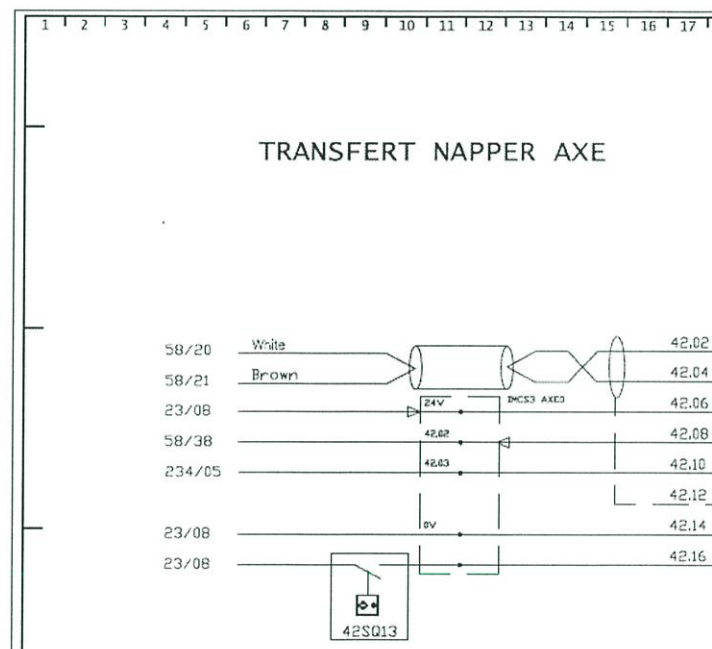 1 2 3 4 5 6 7 8 9 10 11 12 13 14 15 16 17
TRANSFERT NAPPER AXE
58/20 White 42.02
58/21 Brown 42.04
23/08 24V IMCS3 AXE0 42.06
58/38 42.02 42.08
234/05 42.03 42.10
42.12
23/08 0V 42.14
23/08 42.16
42SQ13